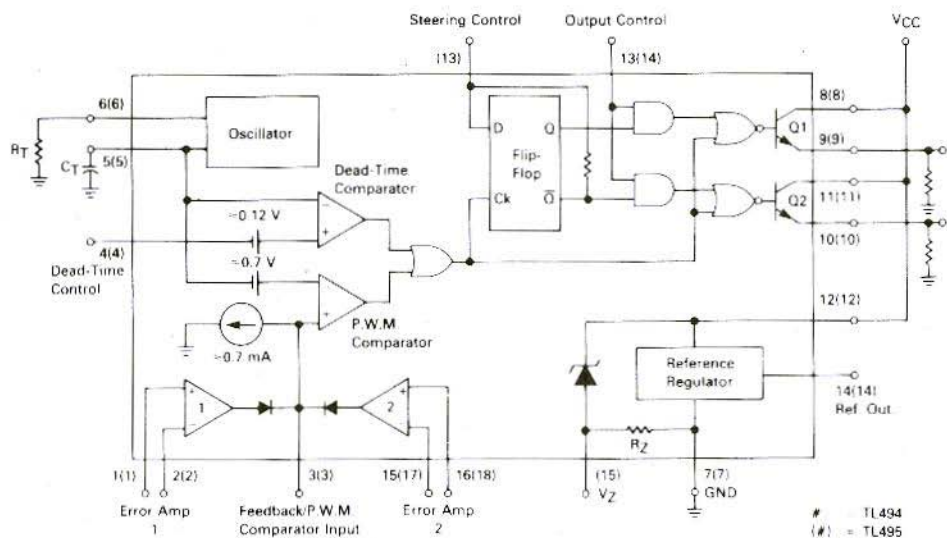 Steering Control
Output Control
VCC
(13)
13(14)
6(6)
8(8)
Oscillator
D
Q
Q1
RT
5(5)
9(9)
CT
Flip-
Flop
Dead-Time
Comparator
Ck
Q
Q2
11(11)
≈0.12 V
−
+
10(10)
4(4)
Dead-Time
Control
≈0.7 V
−
+
12(12)
P.W.M
Comparator
≈0.7 mA
Reference
Regulator
14(14)
Ref. Out
+
1
−
+
2
−
RZ
1(1)
2(2)
3(3)
15(17)
16(18)
(15)
7(7)
VZ
GND
Error Amp
1
Feedback/P.W.M.
Comparator Input
Error Amp
2
# TL494
(#) = TL495